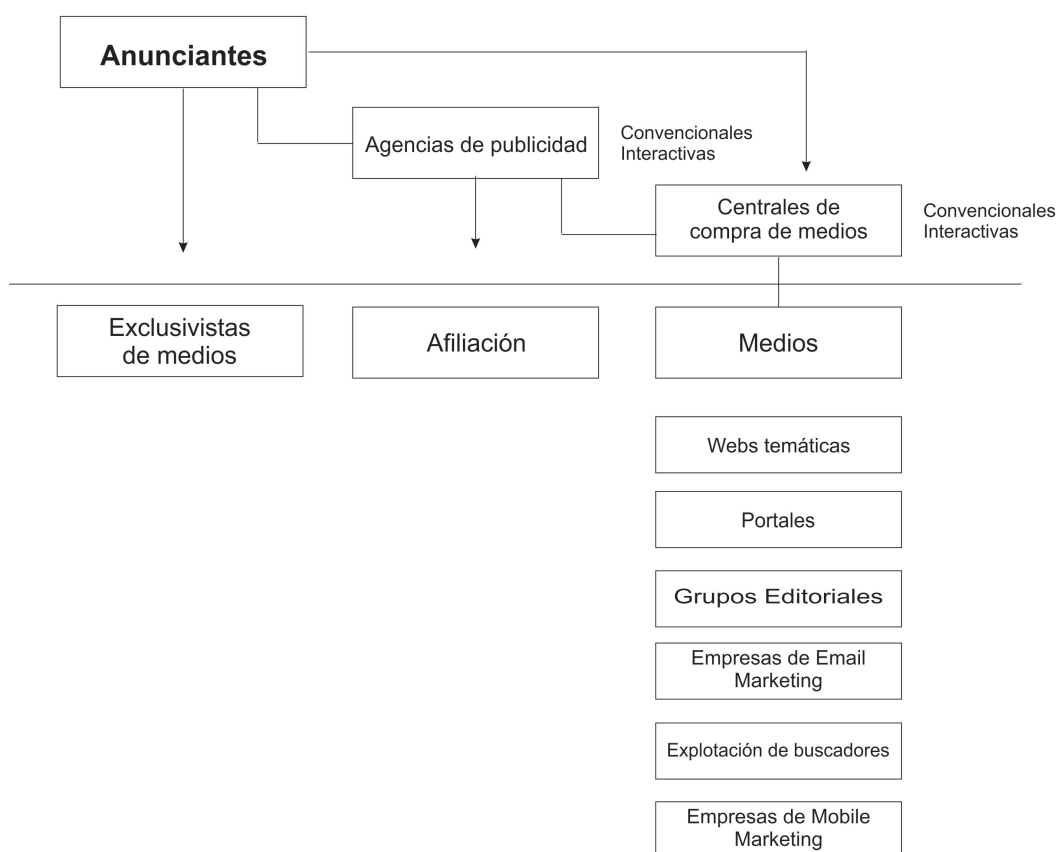 Anunciantes
Agencias de publicidad
Convencionales
Interactivas
Centrales de
compra de medios
Convencionales
Interactivas
Exclusivistas
de medios
Afiliación
Medios
Webs temáticas
Portales
Grupos Editoriales
Empresas de Email
Marketing
Explotación de buscadores
Empresas de Mobile
Marketing